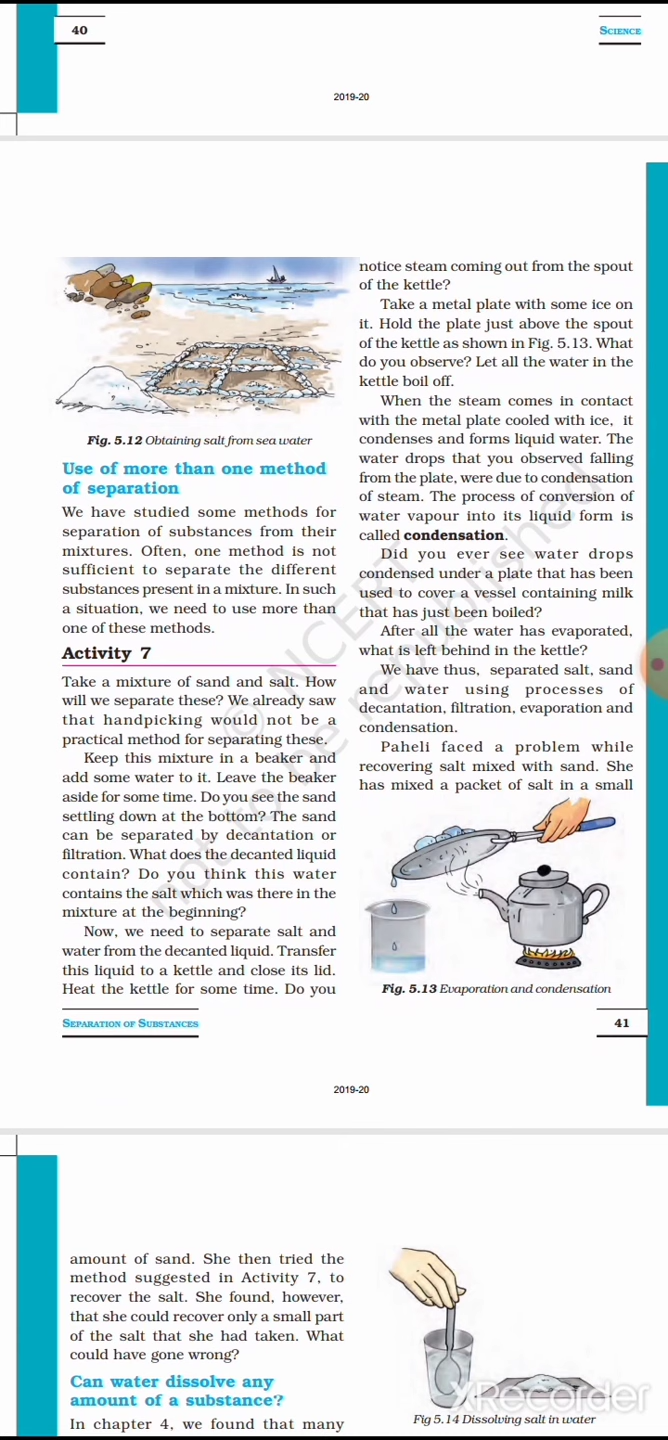 40
SCIENCE
2019-20
Fig. 5.12 Obtaining salt from sea water
Use of more than one method
of separation
We have studied some methods for
separation of substances from their
mixtures. Often, one method is not
sufficient to separate the different
substances present in a mixture. In such
a situation, we need to use more than
one of these methods.
Activity 7
Take a mixture of sand and salt. How
will we separate these? We already saw
that handpicking would not be a
practical method for separating these.
Keep this mixture in a beaker and
add some water to it. Leave the beaker
aside for some time. Do you see the sand
settling down at the bottom? The sand
can be separated by decantation or
filtration. What does the decanted liquid
contain? Do you think this water
contains the salt which was there in the
mixture at the beginning?
Now, we need to separate salt and
water from the decanted liquid. Transfer
this liquid to a kettle and close its lid.
Heat the kettle for some time. Do you
notice steam coming out from the spout
of the kettle?
Take a metal plate with some ice on
it. Hold the plate just above the spout
of the kettle as shown in Fig. 5.13. What
do you observe? Let all the water in the
kettle boil off.
When the steam comes in contact
with the metal plate cooled with ice, it
condenses and forms liquid water. The
water drops that you observed falling
from the plate, were due to condensation
of steam. The process of conversion of
water vapour into its liquid form is
called condensation.
Did you ever see water drops
condensed under a plate that has been
used to cover a vessel containing milk
that has just been boiled?
After all the water has evaporated,
what is left behind in the kettle?
We have thus, separated salt, sand
and water using processes of
decantation, filtration, evaporation and
condensation.
Paheli faced a problem while
recovering salt mixed with sand. She
has mixed a packet of salt in a small
Fig. 5.13 Evaporation and condensation
SEPARATION OF SUBSTANCES
41
© NCERT
not to be republished
2019-20
amount of sand. She then tried the
method suggested in Activity 7, to
recover the salt. She found, however,
that she could recover only a small part
of the salt that she had taken. What
could have gone wrong?
Can water dissolve any
amount of a substance?
In chapter 4, we found that many
Fig 5.14 Dissolving salt in water
XRecorder